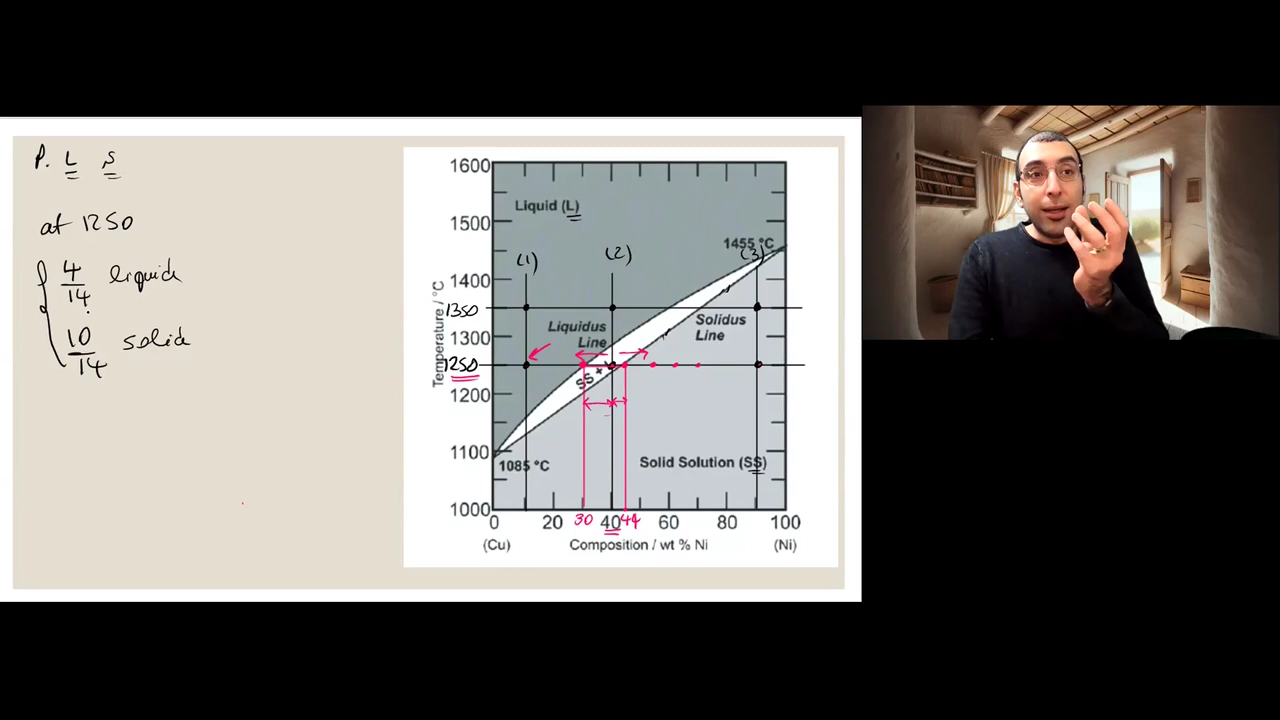 P. L S
at 1250
4/14 liquid
10/14 solid
1600
Liquid (L)
1500
1455 °C
(1) (2) (3)
1400
1350
Liquidus
Line
Solidus
Line
1300
1250
SS + L
1200
1100
1085 °C
Solid Solution (SS)
1000
Temperature / °C
0 20 30 40 44 60 80 100
(Cu) Composition / wt % Ni (Ni)